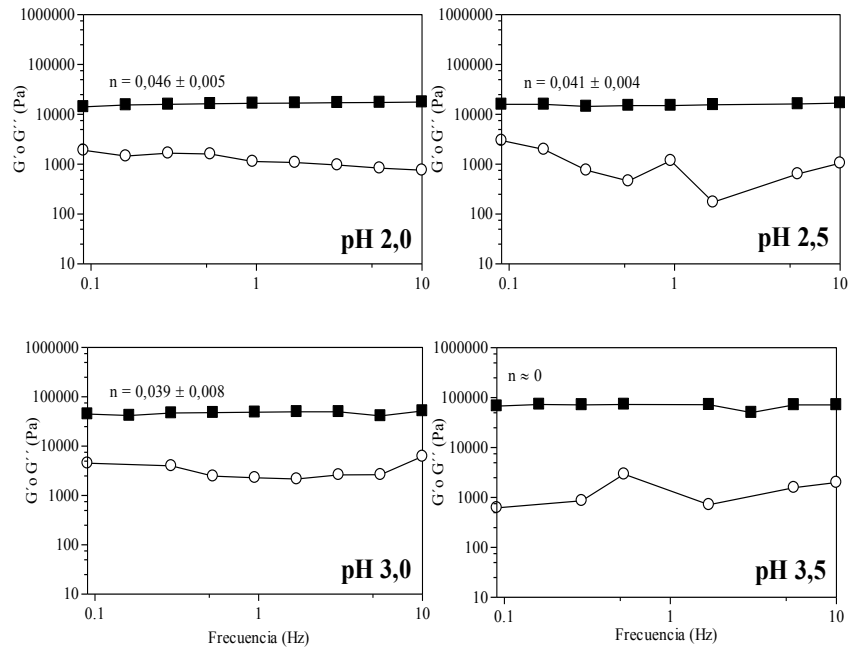 1000000
100000
10000
1000
100
10
G´o G´´ (Pa)
n = 0,046 ± 0,005
pH 2,0
0.1
1
10
1000000
100000
10000
1000
100
10
G´o G´´ (Pa)
n = 0,041 ± 0,004
pH 2,5
0.1
1
10
1000000
100000
10000
1000
100
10
G´o G´´ (Pa)
n = 0,039 ± 0,008
pH 3,0
0.1
1
10
Frecuencia (Hz)
1000000
100000
10000
1000
100
10
G´o G´´ (Pa)
n ≈ 0
pH 3,5
0.1
1
10
Frecuencia (Hz)